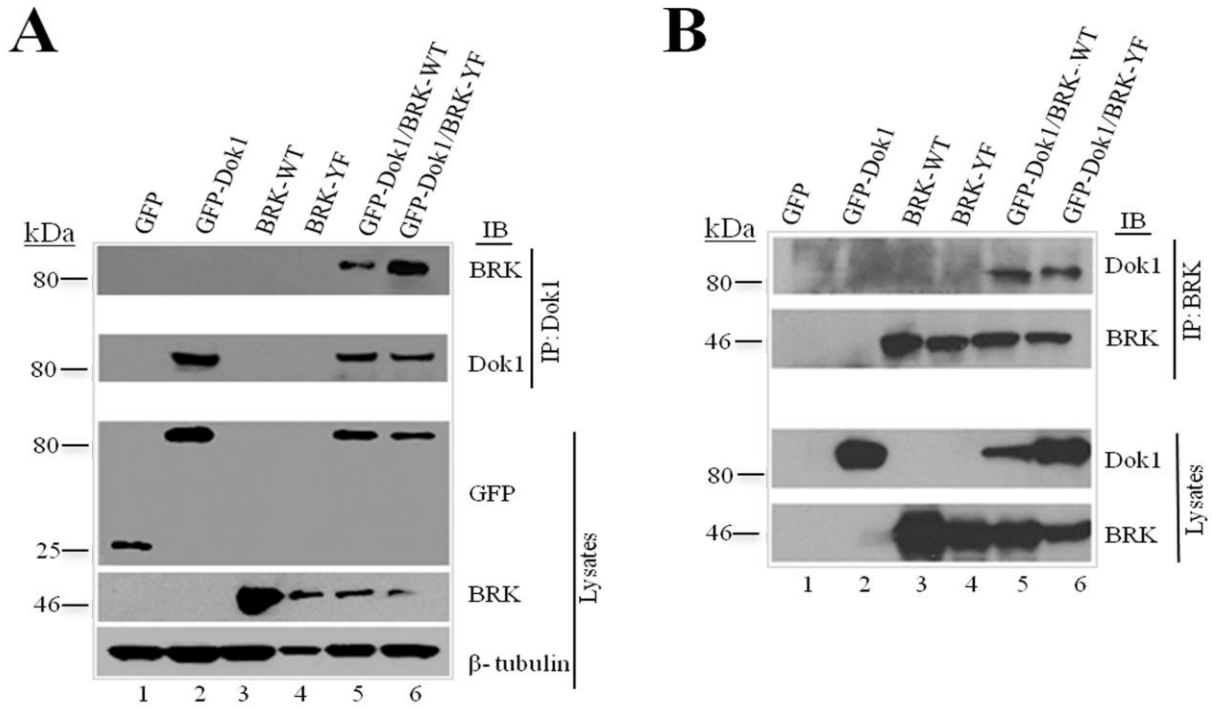 A
GFP
GFP-Dok1
BRK-WT
BRK-YF
GFP-Dok1/BRK-WT
GFP-Dok1/BRK-YF
kDa
IB
80
BRK
80
Dok1
IP: Dok1
80
GFP
25
46
BRK
β- tubulin
Lysates
1 2 3 4 5 6
B
GFP
GFP-Dok1
BRK-WT
BRK-YF
GFP-Dok1/BRK-WT
GFP-Dok1/BRK-YF
kDa
IB
Dok1
80
46
BRK
IP: BRK
Dok1
80
46
BRK
Lysates
1 2 3 4 5 6